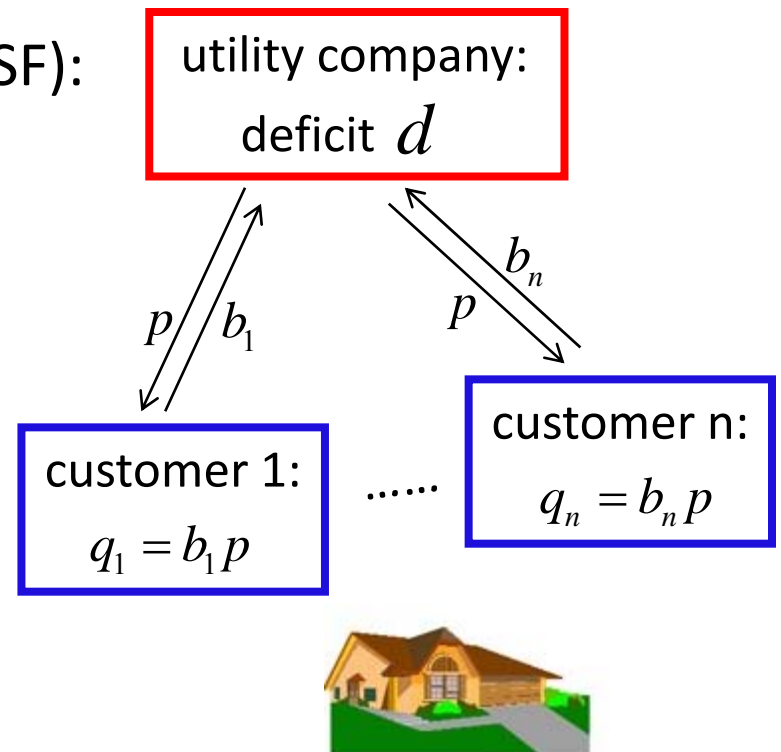 SF):
utility company:
deficit d
p
b₁
p
bₙ
customer 1:
q₁ = b₁p
......
customer n:
qₙ = bₙp